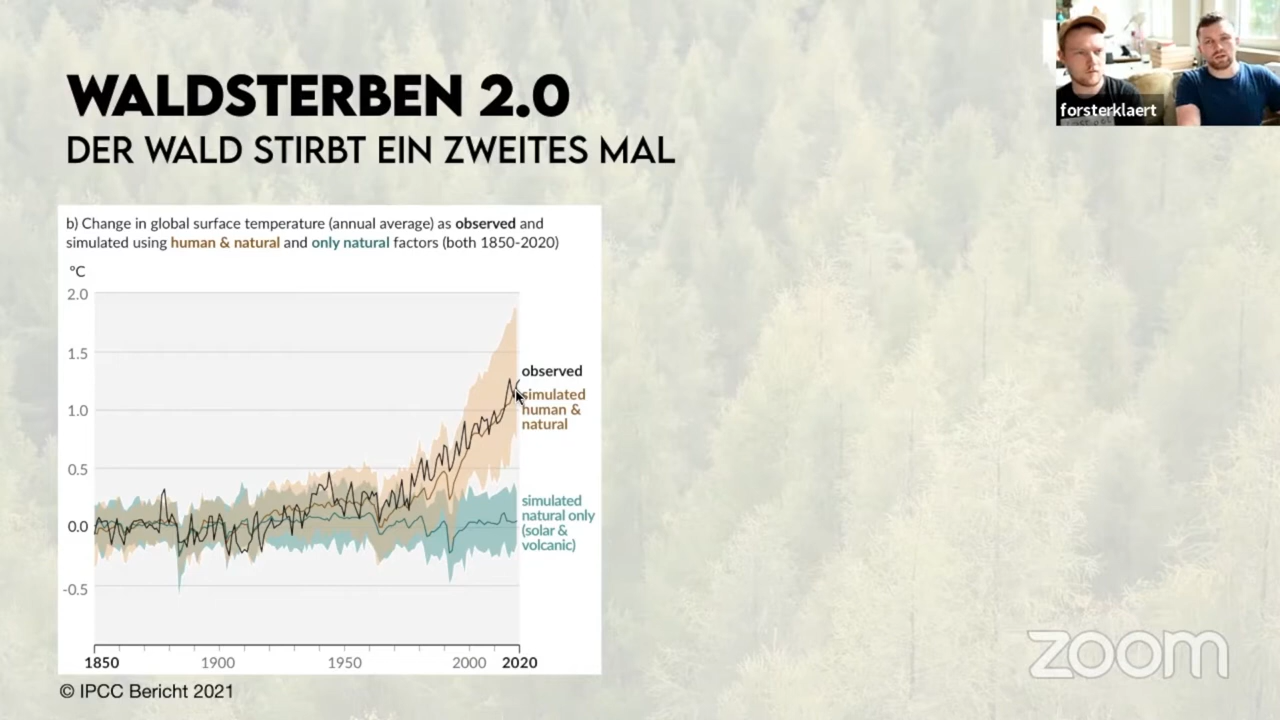 WALDSTERBEN 2.0
DER WALD STIRBT EIN ZWEITES MAL
forsterklaert
b) Change in global surface temperature (annual average) as observed and
simulated using human & natural and only natural factors (both 1850-2020)
°C
2.0
1.5
1.0
0.5
0.0
-0.5
observed
simulated
human &
natural
simulated
natural only
(solar &
volcanic)
1850 1900 1950 2000 2020
© IPCC Bericht 2021
zoom